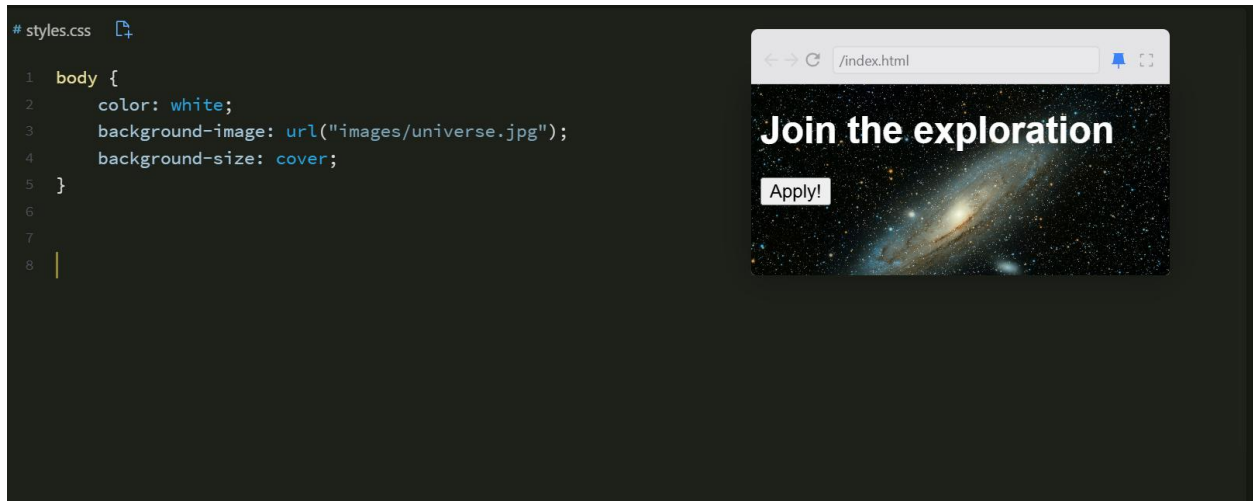 # styles.css
1 body {
2 color: white;
3 background-image: url("images/universe.jpg");
4 background-size: cover;
5 }
6
7
8
/index.html
Join the exploration
Apply!